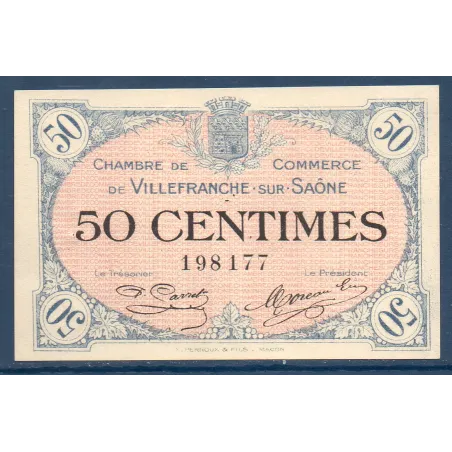 50 50
CHAMBRE DE COMMERCE
DE VILLEFRANCHE-SUR-SAÔNE
50 CENTIMES
198177
Le Trésorier Le Président
50 50